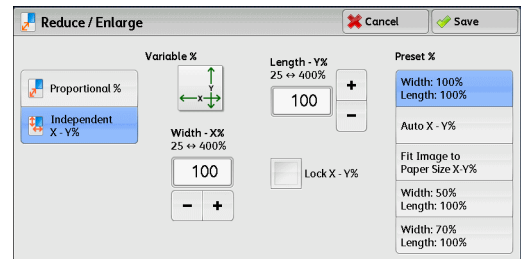 Reduce / Enlarge
Cancel
Save
Proportional %
Independent
X - Y%
Variable %
Y
X
Width - X%
25 ↔ 400%
100
− +
Length - Y%
25 ↔ 400%
100
+
−
Lock X - Y%
Preset %
Width: 100%
Length: 100%
Auto X - Y%
Fit Image to
Paper Size X-Y%
Width: 50%
Length: 100%
Width: 70%
Length: 100%